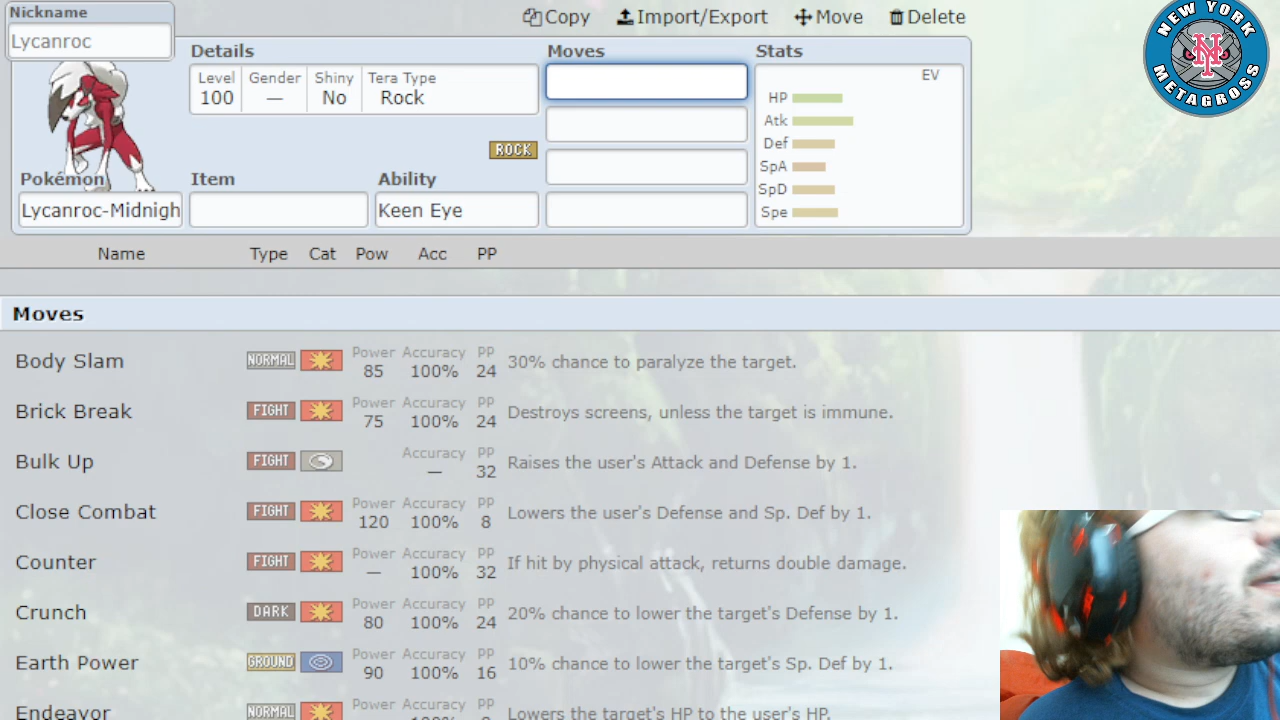 Nickname
Lycanroc
Copy Import/Export Move Delete
NEW YORK
NY
METAGROSS
Details
Level Gender Shiny Tera Type
100 — No Rock
ROCK
Pokémon Item Ability
Lycanroc-Midnigh Keen Eye
Moves
Stats
EV
HP
Atk
Def
SpA
SpD
Spe
Name Type Cat Pow Acc PP
Moves
Body Slam NORMAL Power 85 Accuracy 100% PP 24 30% chance to paralyze the target.
Brick Break FIGHT Power 75 Accuracy 100% PP 24 Destroys screens, unless the target is immune.
Bulk Up FIGHT Accuracy — PP 32 Raises the user's Attack and Defense by 1.
Close Combat FIGHT Power 120 Accuracy 100% PP 8 Lowers the user's Defense and Sp. Def by 1.
Counter FIGHT Power — Accuracy 100% PP 32 If hit by physical attack, returns double damage.
Crunch DARK Power 80 Accuracy 100% PP 24 20% chance to lower the target's Defense by 1.
Earth Power GROUND Power 90 Accuracy 100% PP 16 10% chance to lower the target's Sp. Def by 1.
Endeavor NORMAL Power Accuracy PP Lowers the target's HP to the user's HP.